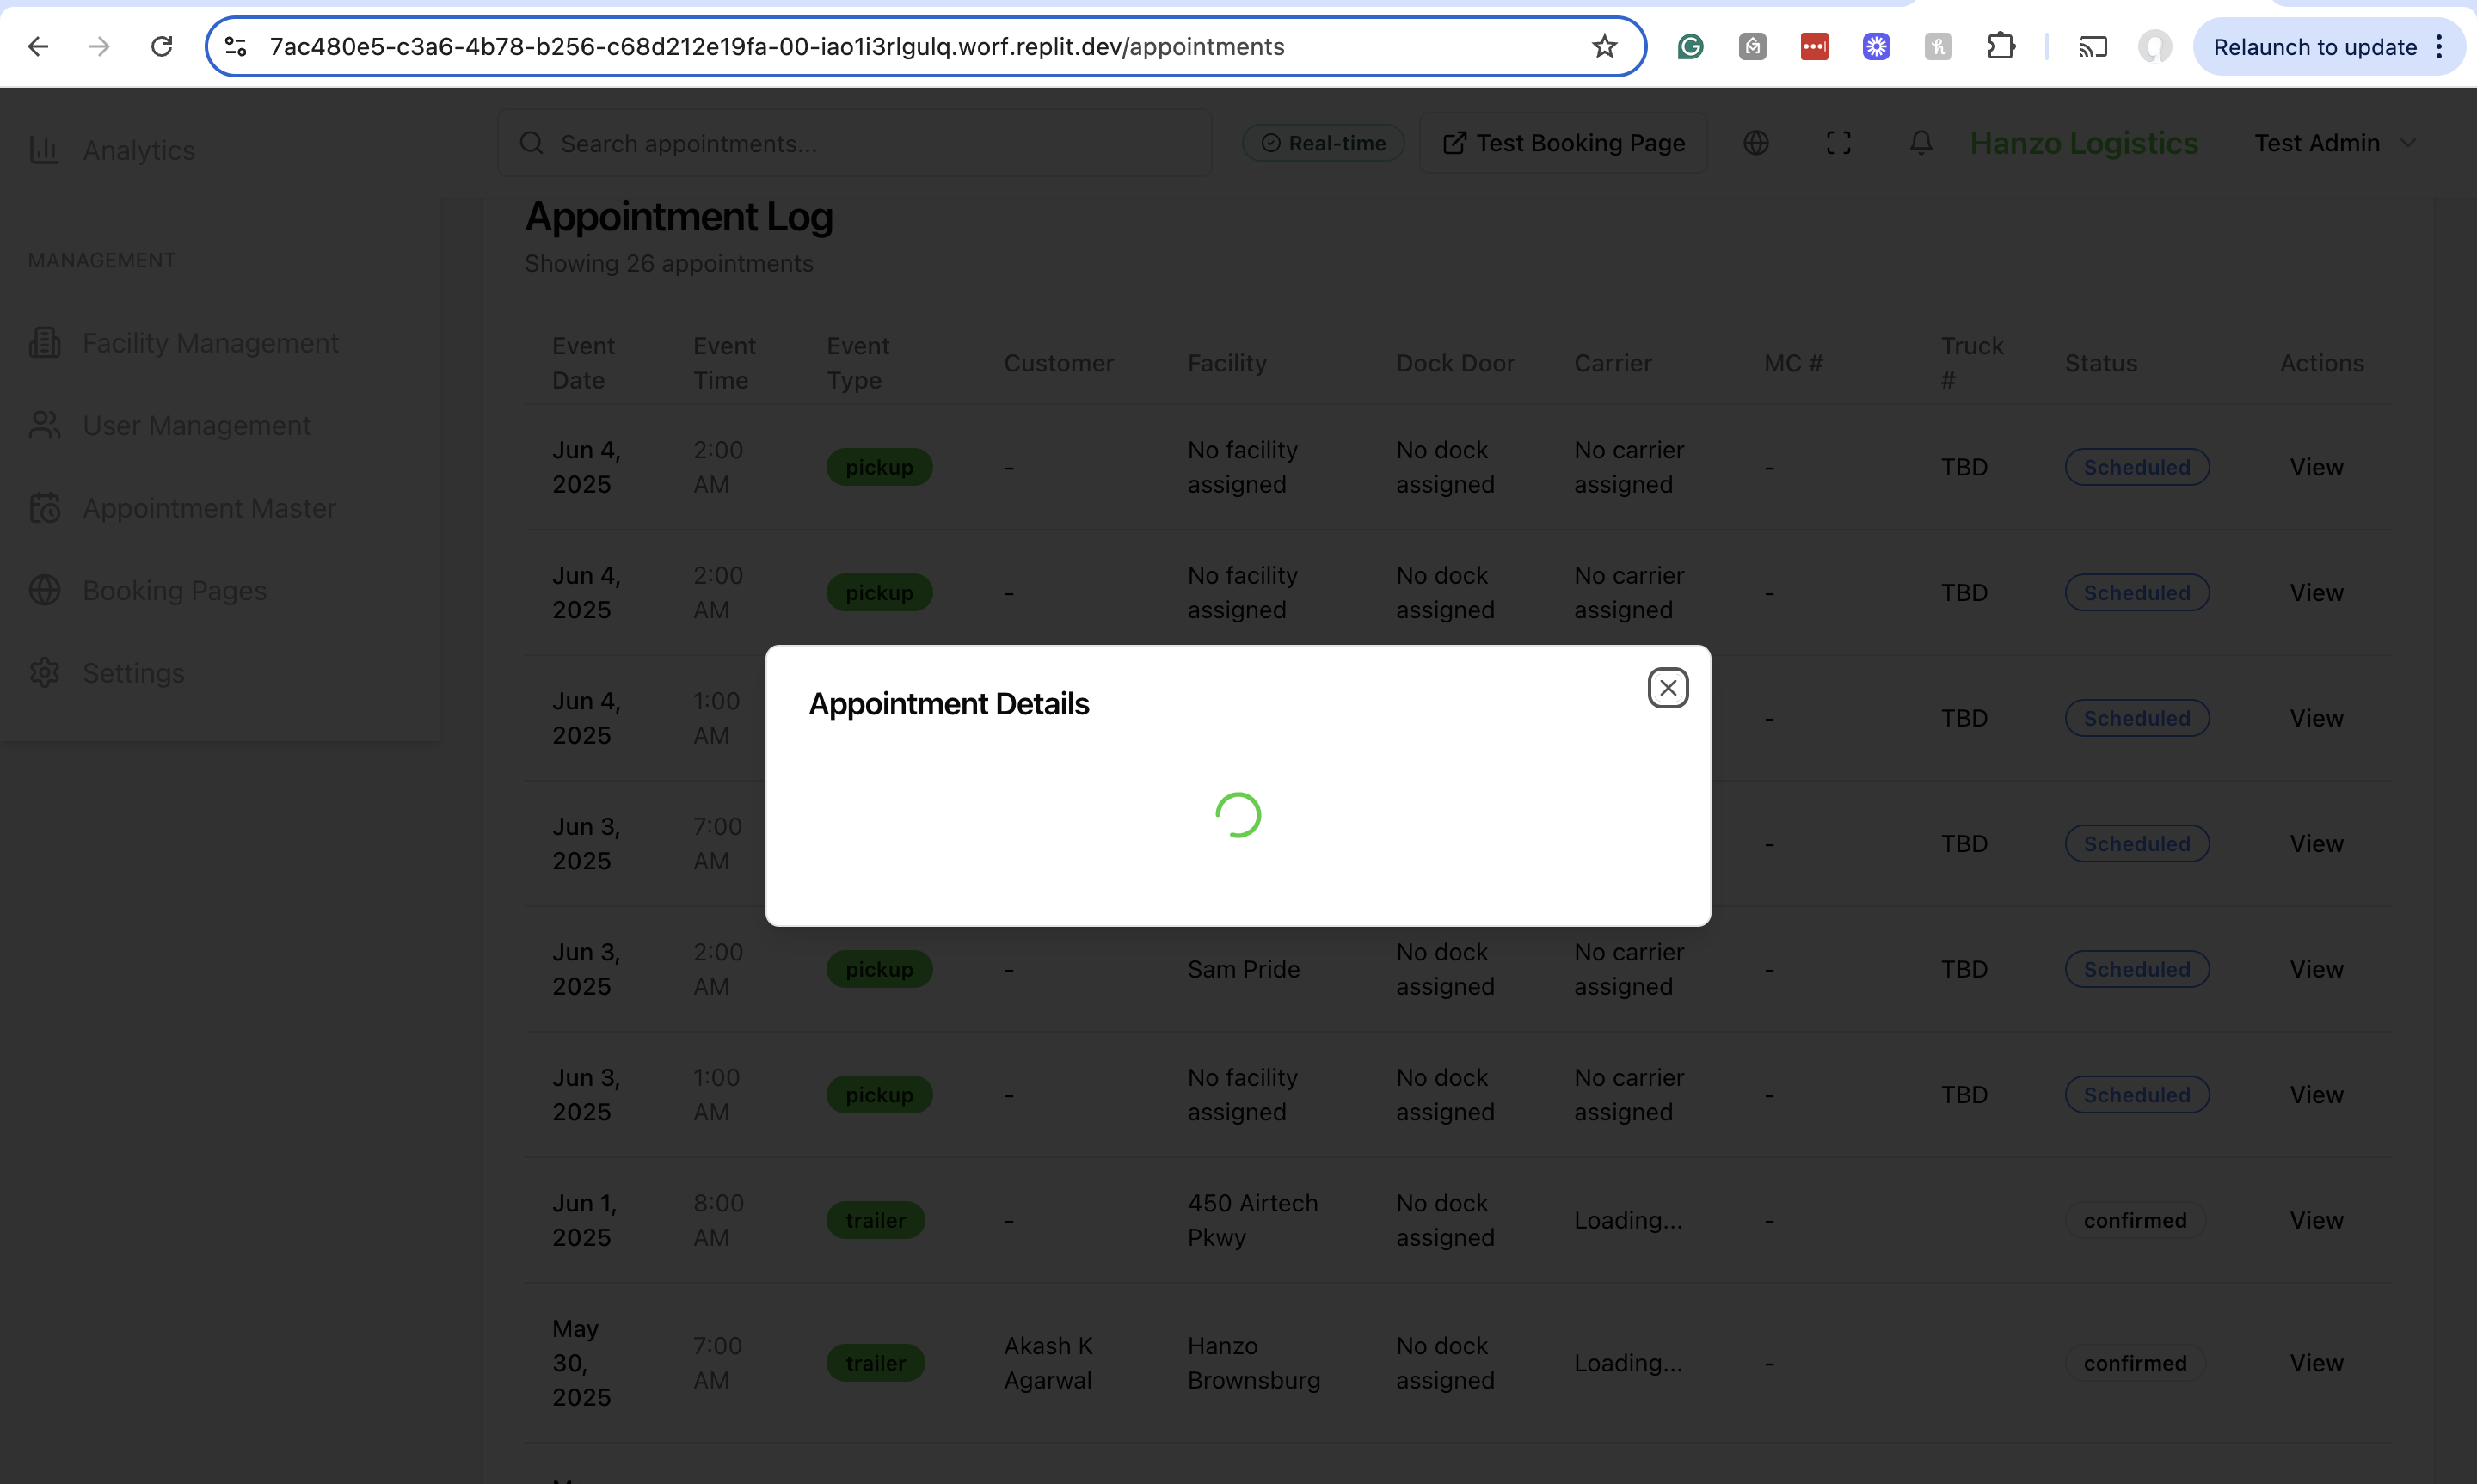 7ac480e5-c3a6-4b78-b256-c68d212e19fa-00-iao1i3rlgulq.worf.replit.dev/appointments
Relaunch to update
Analytics
Search appointments...
Real-time
Test Booking Page
Hanzo Logistics
Test Admin
MANAGEMENT
Facility Management
User Management
Appointment Master
Booking Pages
Settings
Appointment Log
Showing 26 appointments
Event Date
Event Time
Event Type
Customer
Facility
Dock Door
Carrier
MC #
Truck #
Status
Actions
Jun 4, 2025
2:00 AM
pickup
-
No facility assigned
No dock assigned
No carrier assigned
-
TBD
Scheduled
View
Jun 4, 2025
2:00 AM
pickup
-
No facility assigned
No dock assigned
No carrier assigned
-
TBD
Scheduled
View
Jun 4, 2025
1:00 AM
-
TBD
Scheduled
View
Jun 3, 2025
7:00 AM
-
TBD
Scheduled
View
Appointment Details
Jun 3, 2025
2:00 AM
pickup
-
Sam Pride
No dock assigned
No carrier assigned
-
TBD
Scheduled
View
Jun 3, 2025
1:00 AM
pickup
-
No facility assigned
No dock assigned
No carrier assigned
-
TBD
Scheduled
View
Jun 1, 2025
8:00 AM
trailer
-
450 Airtech Pkwy
No dock assigned
Loading...
-
confirmed
View
May 30, 2025
7:00 AM
trailer
Akash K Agarwal
Hanzo Brownsburg
No dock assigned
Loading...
-
confirmed
View